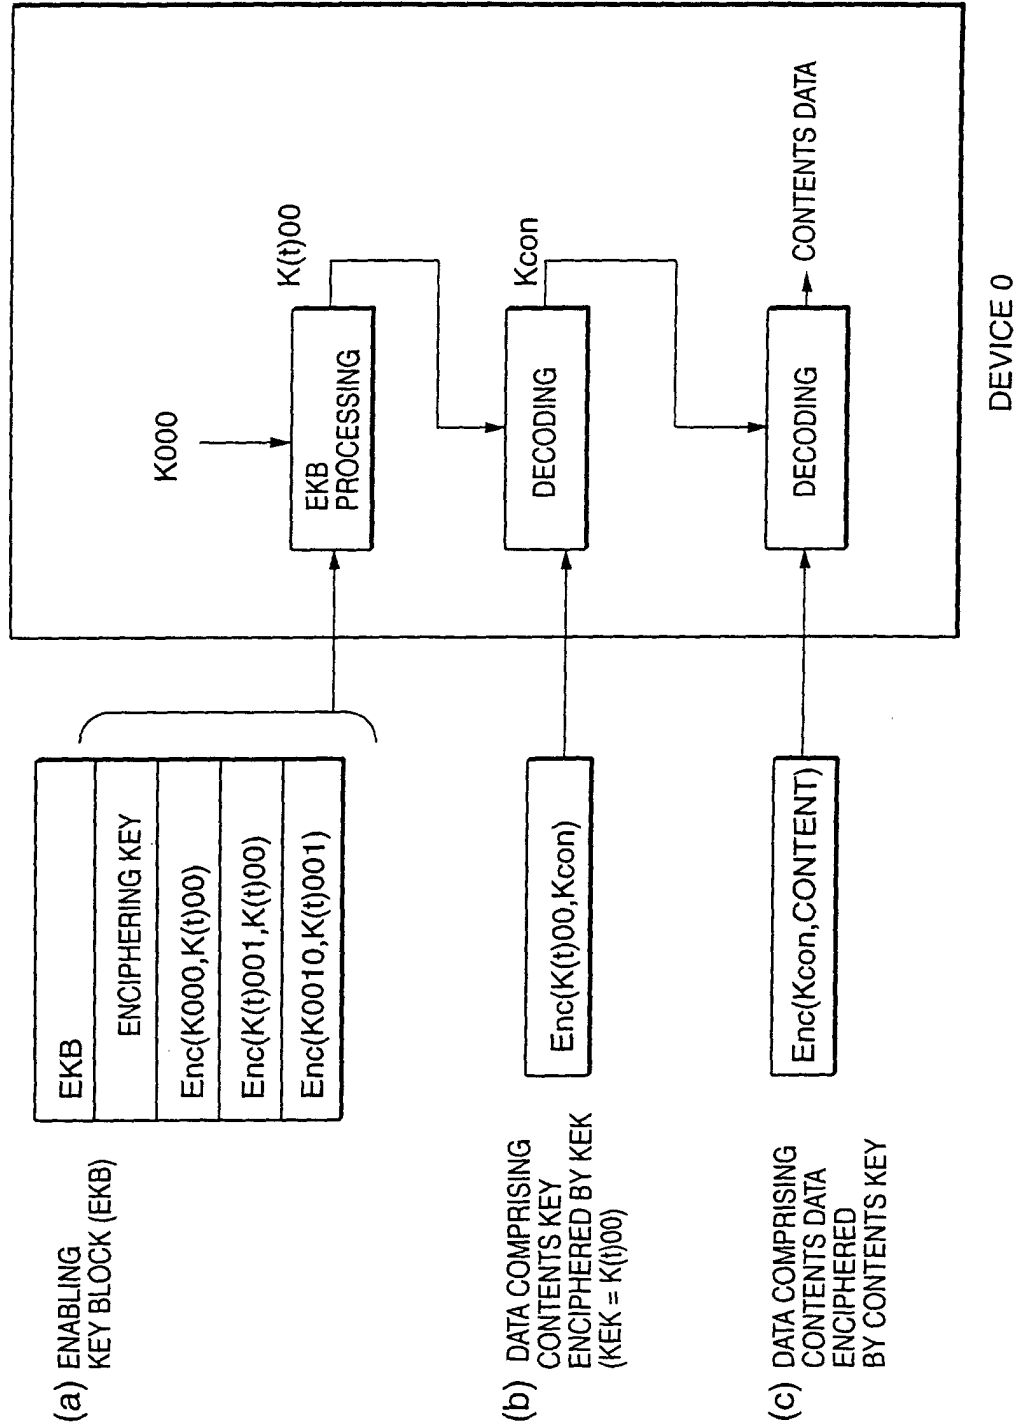 (a) ENABLING
KEY BLOCK (EKB)
EKB
ENCIPHERING KEY
Enc(K000,K(t)00)
Enc(K(t)001,K(t)00)
Enc(K0010,K(t)001)
K000
EKB
PROCESSING
K(t)00
(b) DATA COMPRISING
CONTENTS KEY
ENCIPHERED BY KEK
(KEK = K(t)00)
Enc(K(t)00,Kcon)
DECODING
Kcon
(c) DATA COMPRISING
CONTENTS DATA
ENCIPHERED
BY CONTENTS KEY
Enc(Kcon,CONTENT)
DECODING
CONTENTS DATA
DEVICE 0